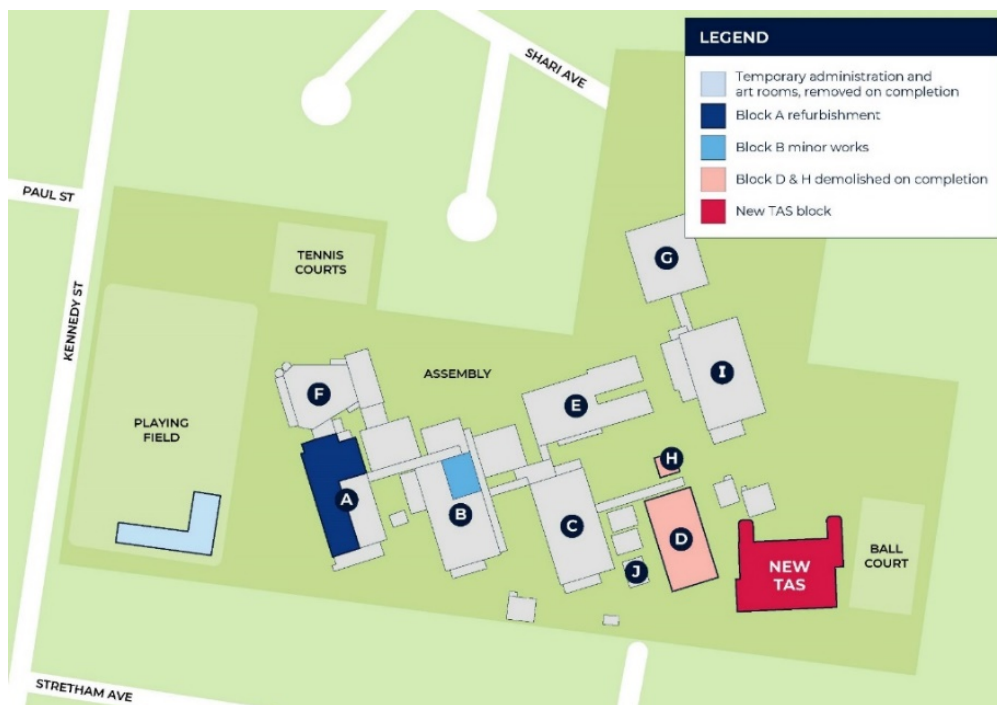 LEGEND
Temporary administration and
art rooms, removed on completion
Block A refurbishment
Block B minor works
Block D & H demolished on completion
New TAS block
SHARI AVE
PAUL ST
KENNEDY ST
TENNIS
COURTS
G
I
F
ASSEMBLY
E
PLAYING
FIELD
H
A
B
C
D
J
NEW
TAS
BALL
COURT
STRETHAM AVE